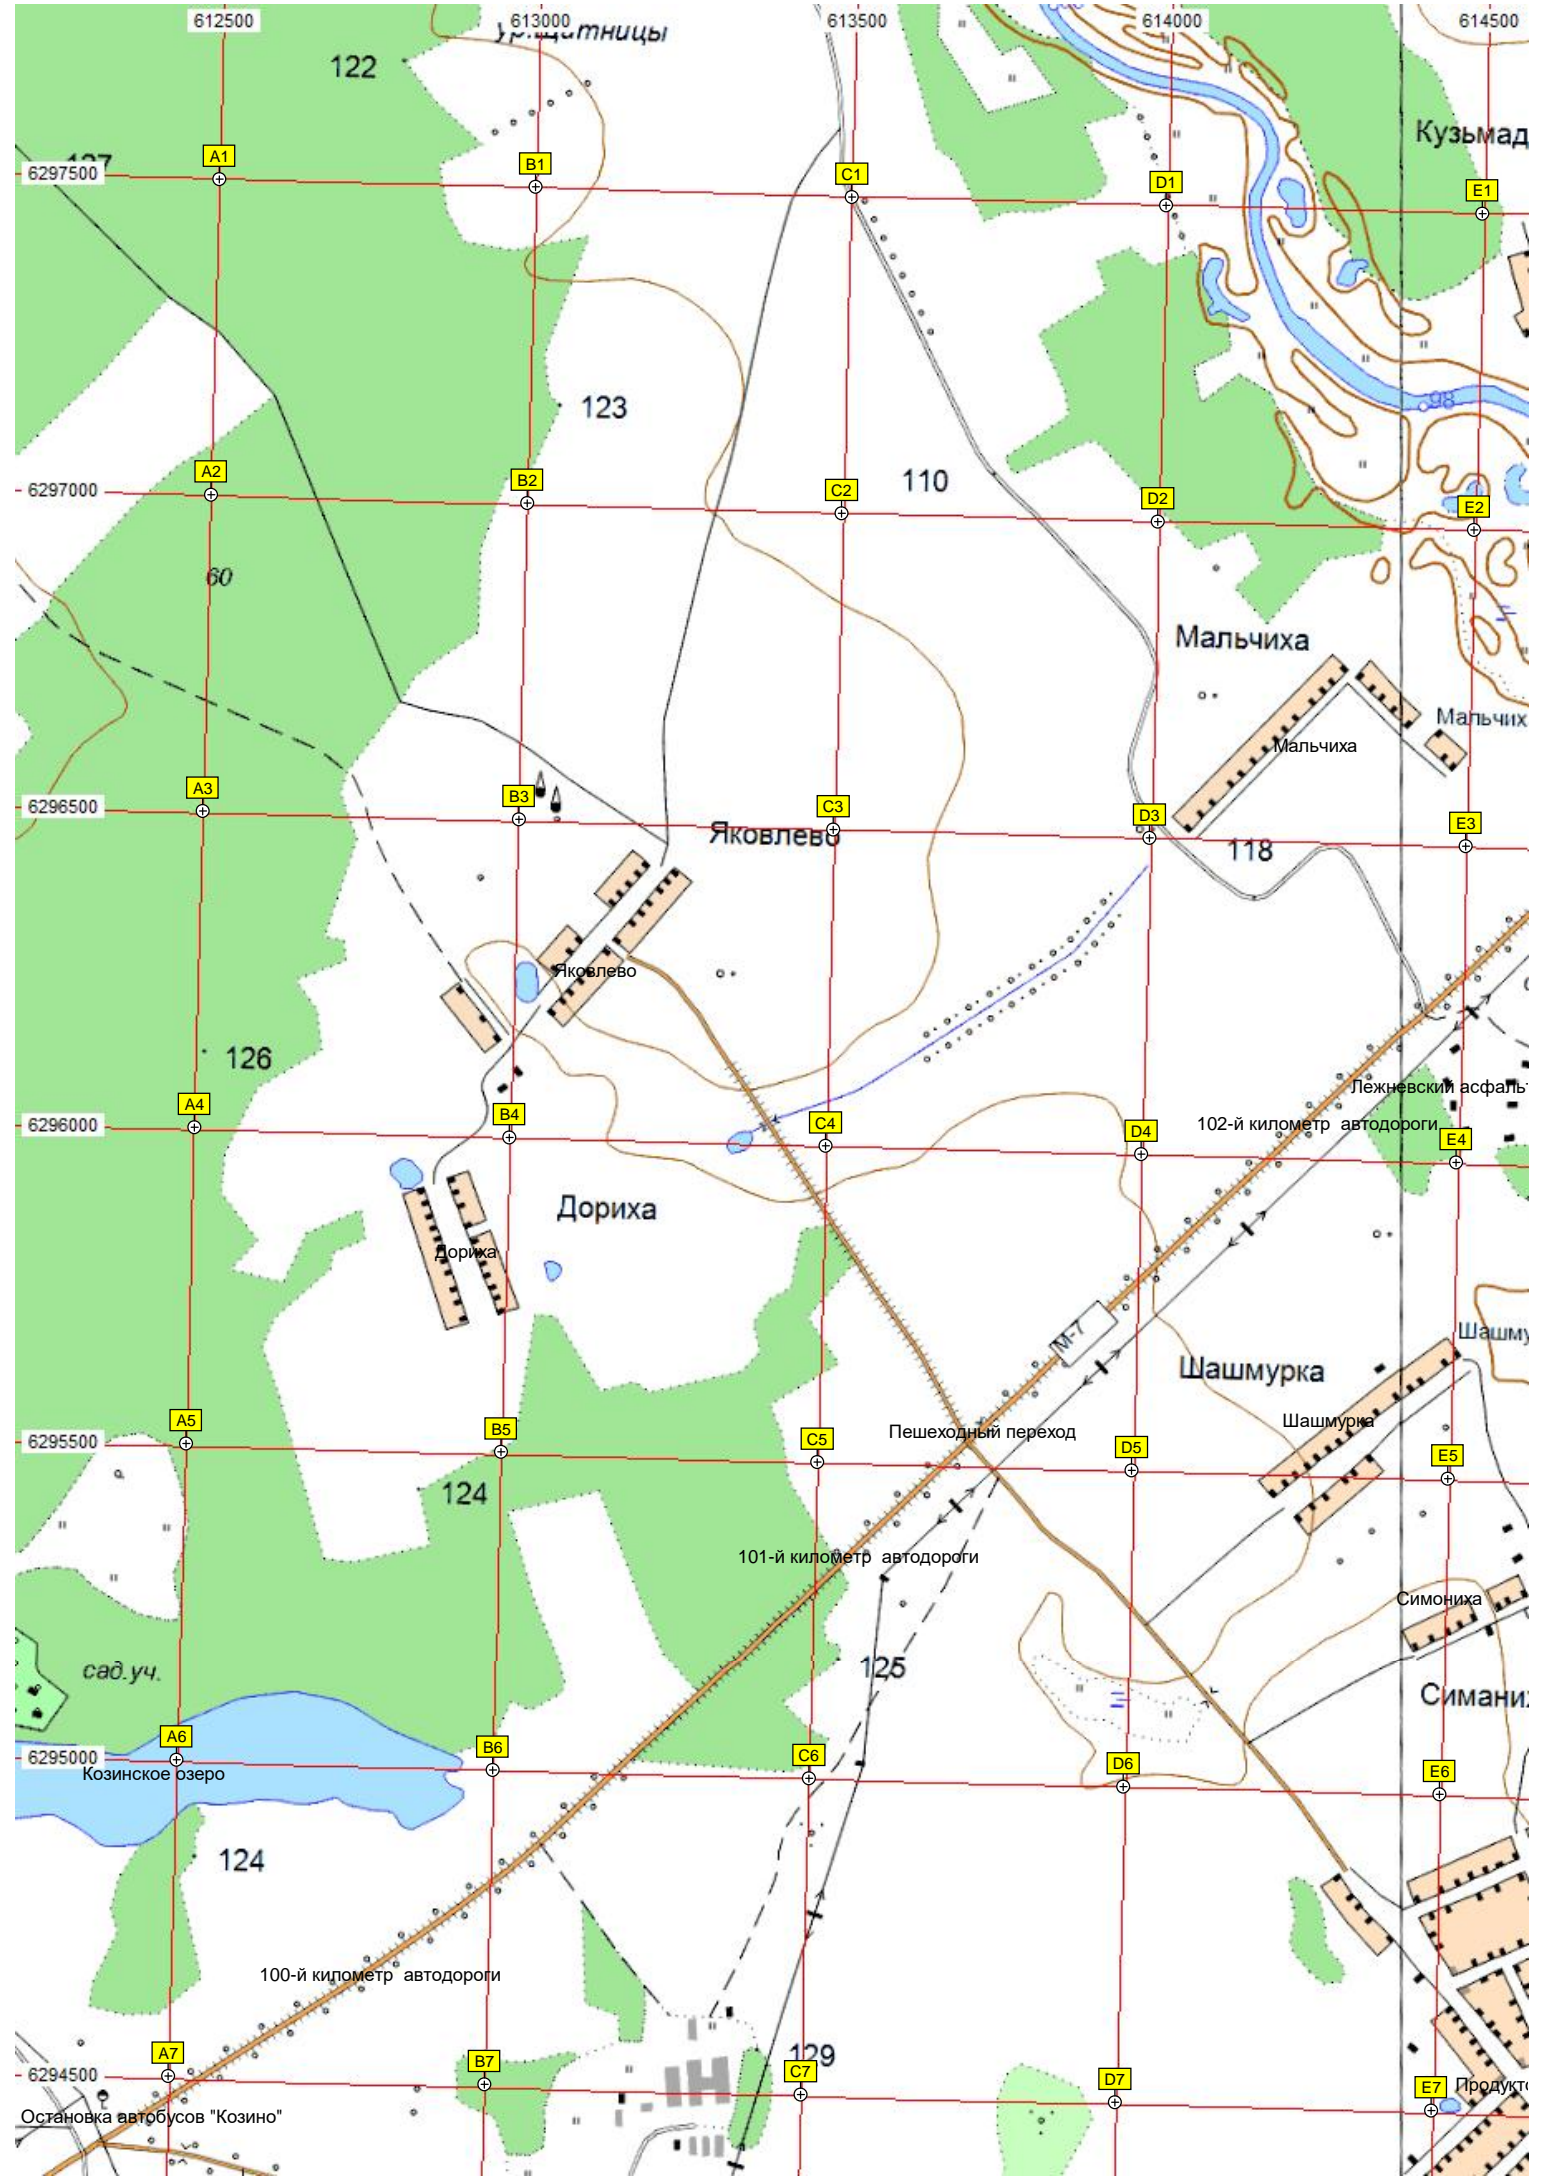 612500 613000 613500 614000 614500
122
A1 B1 C1 D1 E1
6297500
123
A2 B2 C2 D2 E2
6297000
110
98
60
Мальчиха
Мальчих
Мальчиха
A3 B3 C3 D3 E3
6296500
Яковлево
118
Яковлево
126
Лежневский асфальт
102-й километр автодороги
A4 B4 C4 D4 E4
6296000
Дориха
Дориха
М-7
Шашму
Шашмурка
Шашмурка
Пешеходный переход
A5 B5 C5 D5 E5
6295500
124
101-й километр автодороги
Симониха
125
сад.уч.
Симаних
A6 B6 C6 D6 E6
6295000
Козинское озеро
124
100-й километр автодороги
129
A7 B7 C7 D7 E7
6294500
Продукто
Остановка автобусов "Козино"